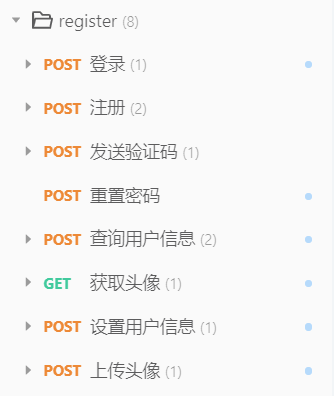 register (8)
POST 登录 (1)
POST 注册 (2)
POST 发送验证码 (1)
POST 重置密码
POST 查询用户信息 (2)
GET 获取头像 (1)
POST 设置用户信息 (1)
POST 上传头像 (1)